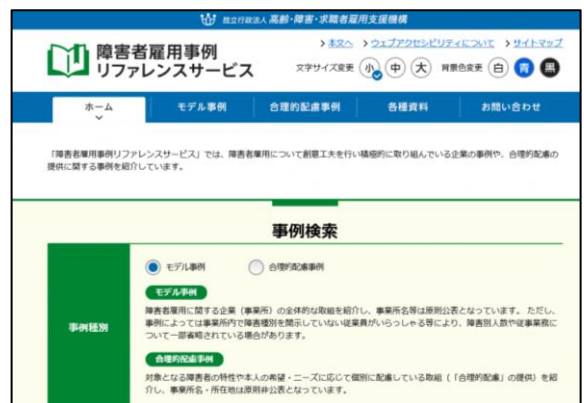 独立行政法人 高齢・障害・求職者雇用支援機構
本文へ ウェブアクセシビリティについて サイトマップ
障害者雇用事例
リファレンスサービス
文字サイズ変更 小 中 大 背景色変更 白 青 黒
ホーム モデル事例 合理的配慮事例 各種資料 お問い合わせ
「障害者雇用事例リファレンスサービス」では、障害者雇用について創意工夫を行い積極的に取り組んでいる企業の事例や、合理的配慮の
提供に関する事例を紹介しています。
事例検索
事例種別
モデル事例 合理的配慮事例
モデル事例
障害者雇用に関する企業（事業所）の全体的な取組を紹介し、事業所名等は原則公表となっています。ただし、
事例によっては事業所内で障害種別を開示していない従業員がいらっしゃる等により、障害別人数や従事業務に
ついて一部省略されている場合があります。
合理的配慮事例
対象となる障害者の特性や本人の希望・ニーズに応じて個別に配慮している取組（「合理的配慮」の提供）を紹
介し、事業所名・所在地は原則非公表となっています。